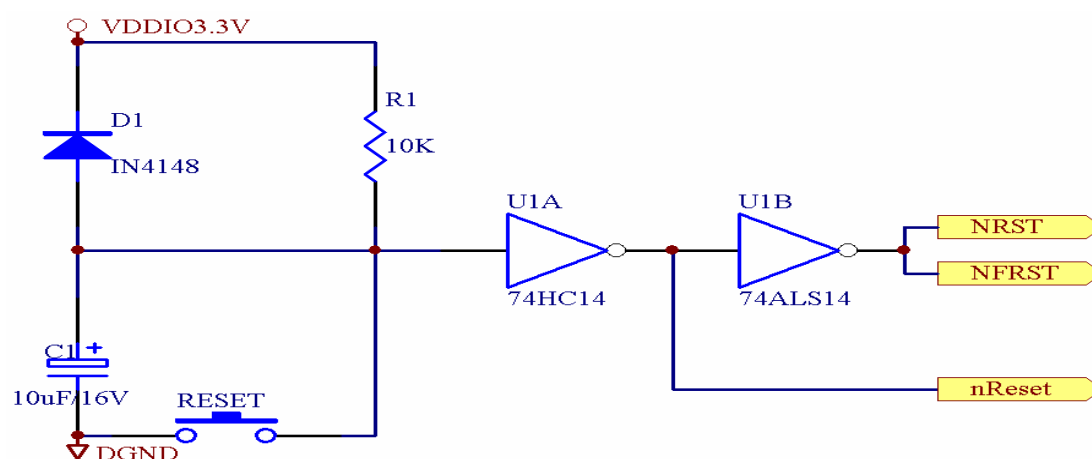 VDDIO3.3V
D1
IN4148
R1
10K
U1A
74HC14
U1B
74ALS14
NRST
NFRST
nReset
C1
+
10uF/16V
RESET
DGND